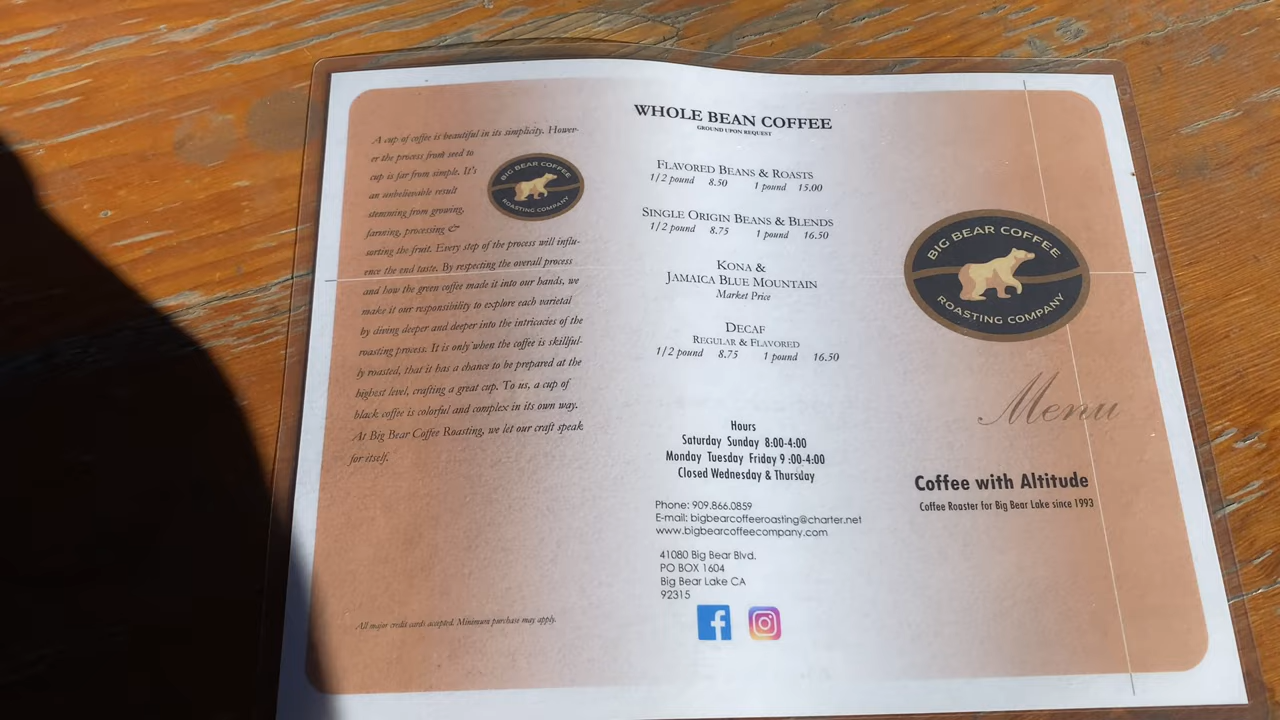 A cup of coffee is beautiful in its simplicity. Howev-
er the process from seed to
cup is far from simple. It's
an unbelievable result
stemming from growing,
farming, processing &
sorting the fruit. Every step of the process will influ-
ence the end taste. By respecting the overall process
and how the green coffee made it into our hands, we
make it our responsibility to explore each varietal
by diving deeper and deeper into the intricacies of the
roasting process. It is only when the coffee is skillful-
ly roasted, that it has a chance to be prepared at the
highest level, crafting a great cup. To us, a cup of
black coffee is colorful and complex in its own way.
At Big Bear Coffee Roasting, we let our craft speak
for itself.
BIG BEAR COFFEE
ROASTING COMPANY
All major credit cards accepted. Minimum purchase may apply.
WHOLE BEAN COFFEE
GROUND UPON REQUEST
FLAVORED BEANS & ROASTS
1/2 pound 8.50 1 pound 15.00
SINGLE ORIGIN BEANS & BLENDS
1/2 pound 8.75 1 pound 16.50
KONA &
JAMAICA BLUE MOUNTAIN
Market Price
DECAF
REGULAR & FLAVORED
1/2 pound 8.75 1 pound 16.50
Hours
Saturday Sunday 8:00-4:00
Monday Tuesday Friday 9 :00-4:00
Closed Wednesday & Thursday
Phone: 909.866.0859
E-mail: bigbearcoffeeroasting@charter.net
www.bigbearcoffeecompany.com
41080 Big Bear Blvd.
PO BOX 1604
Big Bear Lake CA
92315
BIG BEAR COFFEE
ROASTING COMPANY
Menu
Coffee with Altitude
Coffee Roaster for Big Bear Lake since 1993